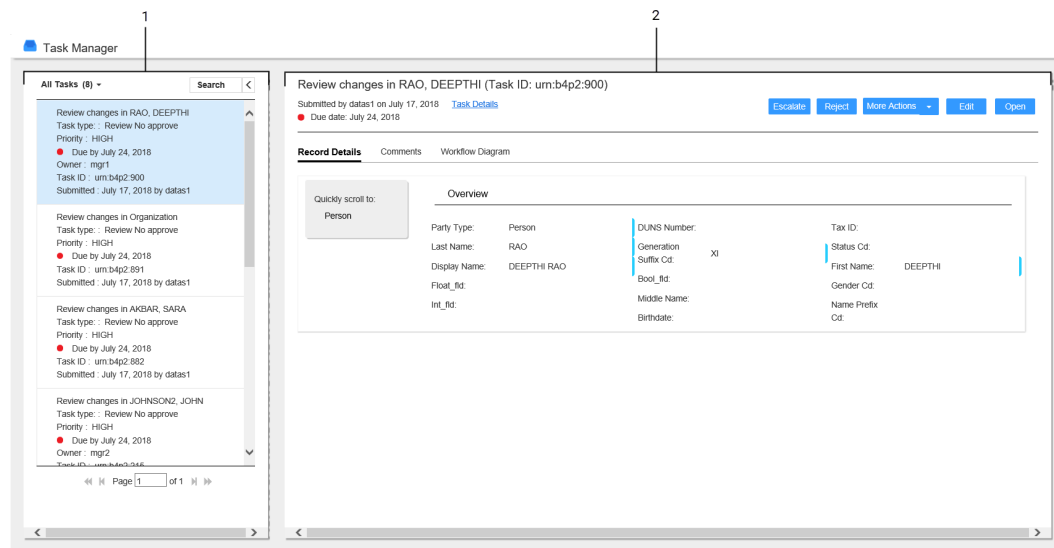 1
2
Task Manager
All Tasks (8)
Search
Review changes in RAO, DEEPTHI
Task type: : Review No approve
Priority : HIGH
Due by July 24, 2018
Owner : mgr1
Task ID : urn:b4p2:900
Submitted : July 17, 2018 by datas1
Review changes in Organization
Task type: : Review No approve
Priority : HIGH
Due by July 24, 2018
Task ID : urn:b4p2:891
Submitted : July 17, 2018 by datas1
Review changes in AKBAR, SARA
Task type: : Review No approve
Priority : HIGH
Due by July 24, 2018
Task ID : urn:b4p2:882
Submitted : July 17, 2018 by datas1
Review changes in JOHNSON2, JOHN
Task type: : Review No approve
Priority : HIGH
Due by July 24, 2018
Owner : mgr2
Task ID : urn:b4p2:215
Page 1 of 1
Review changes in RAO, DEEPTHI (Task ID: urn:b4p2:900)
Submitted by datas1 on July 17, 2018 Task Details
Due date: July 24, 2018
Escalate Reject More Actions Edit Open
Record Details Comments Workflow Diagram
Quickly scroll to:
Person
Overview
Party Type: Person
Last Name: RAO
Display Name: DEEPTHI RAO
Float_fld:
Int_fld:
DUNS Number:
Generation
Suffix Cd: XI
Bool_fld:
Middle Name:
Birthdate:
Tax ID:
Status Cd:
First Name: DEEPTHI
Gender Cd:
Name Prefix
Cd: